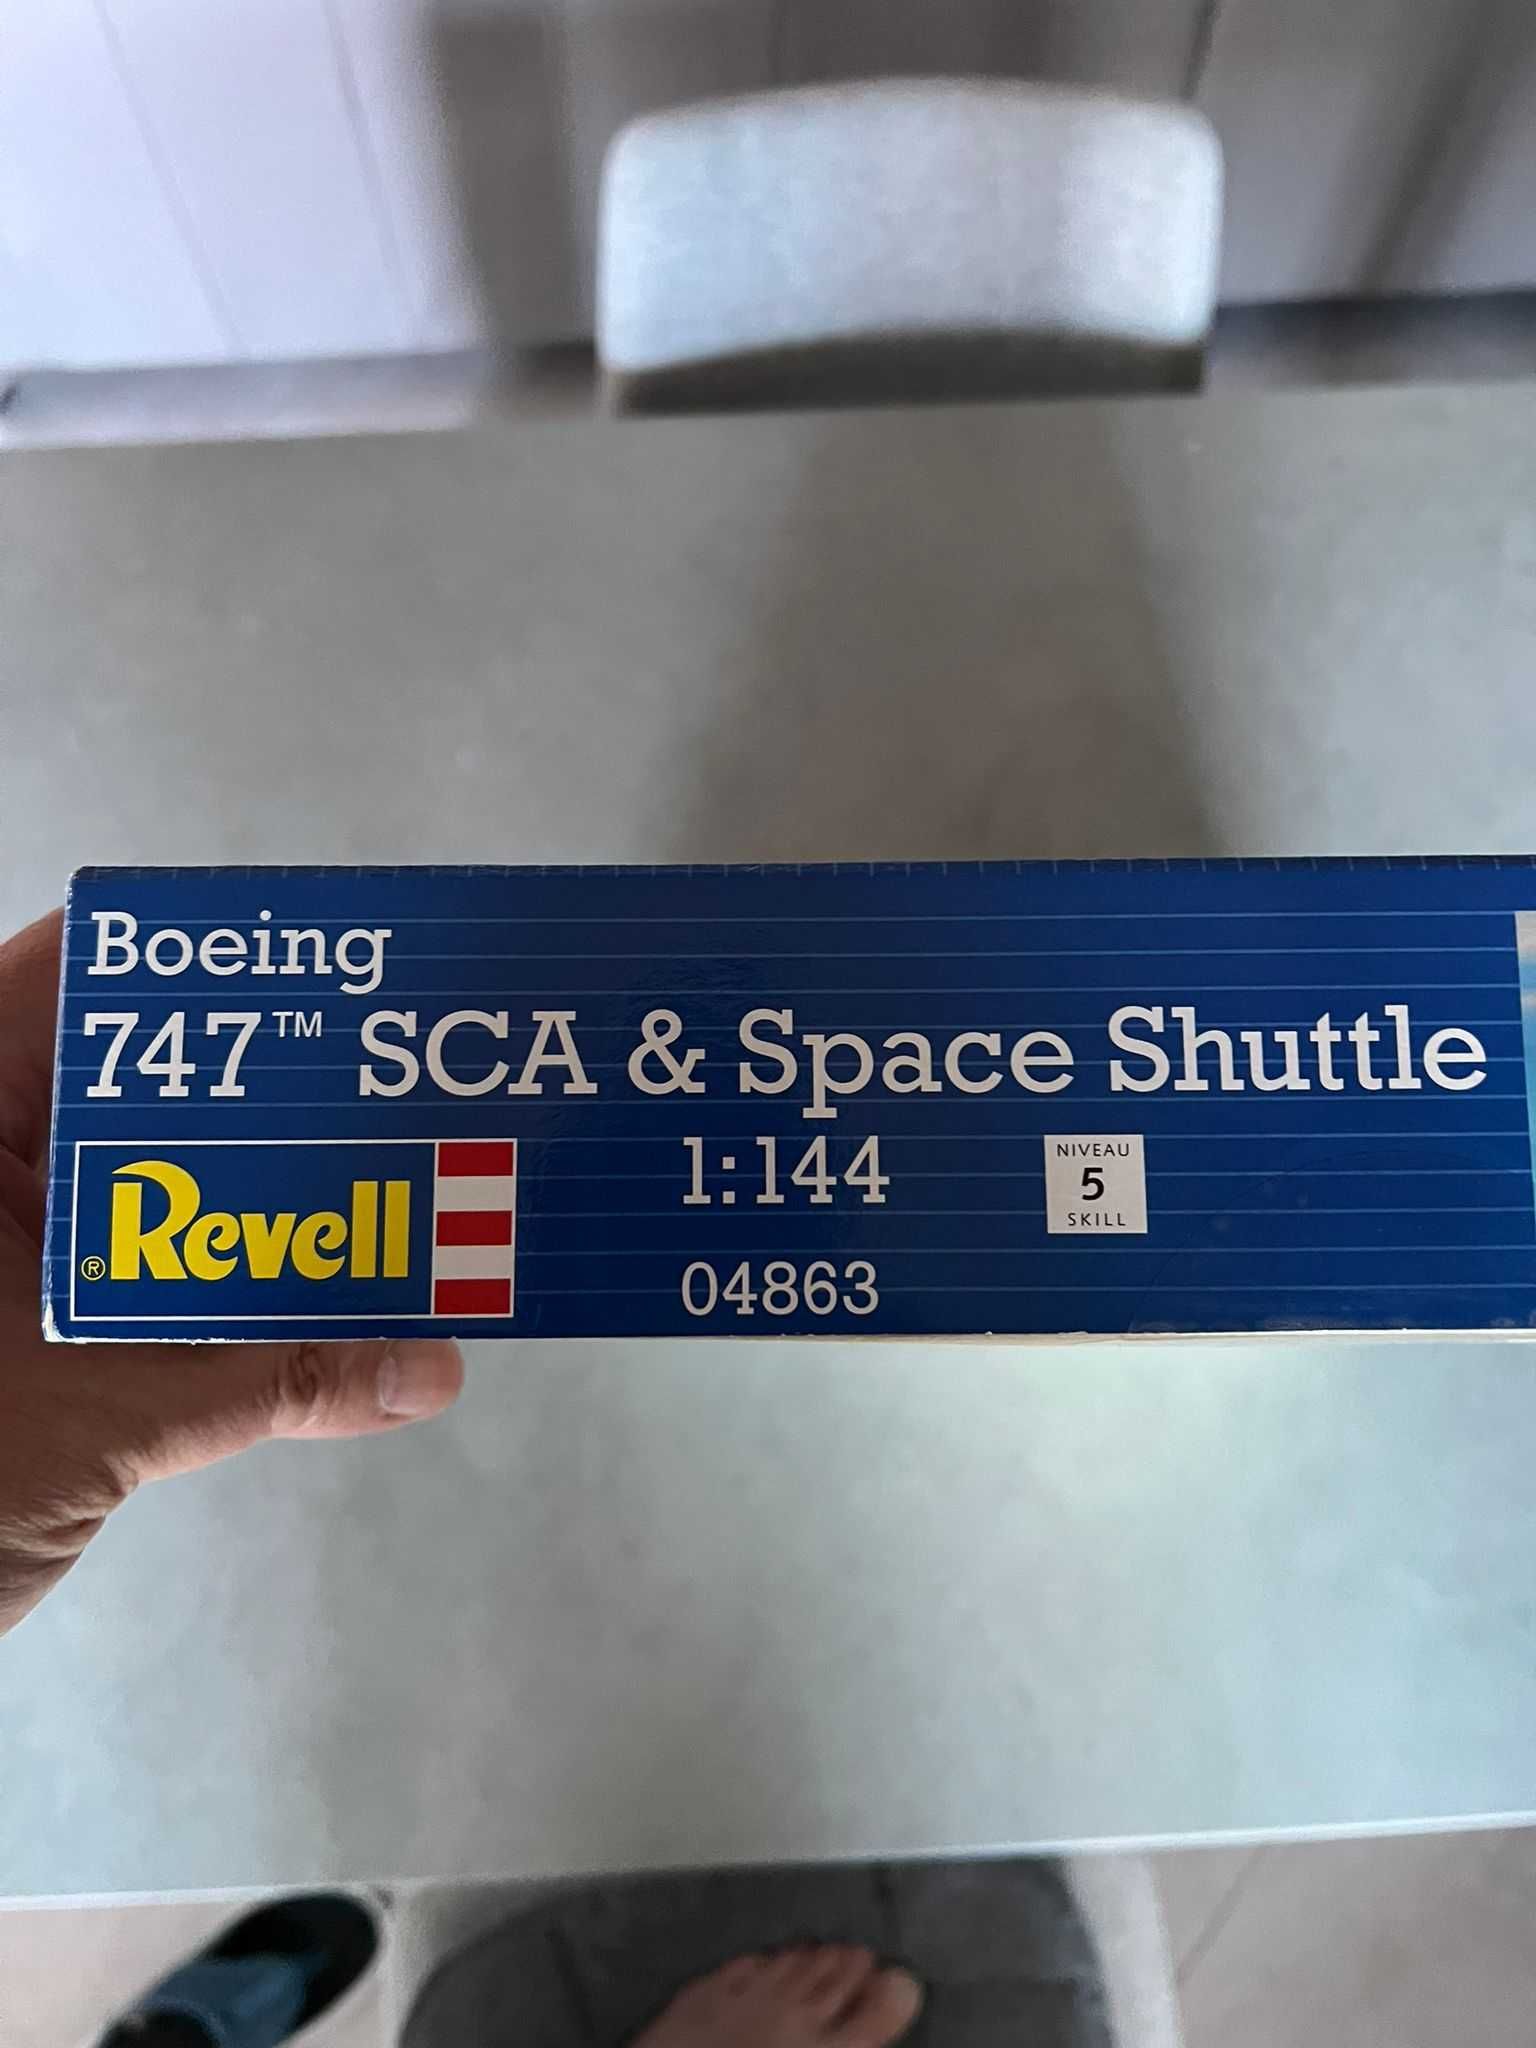 Boeing
747™ SCA & Space Shuttle
Revell®
1:144
04863
NIVEAU
5
SKILL